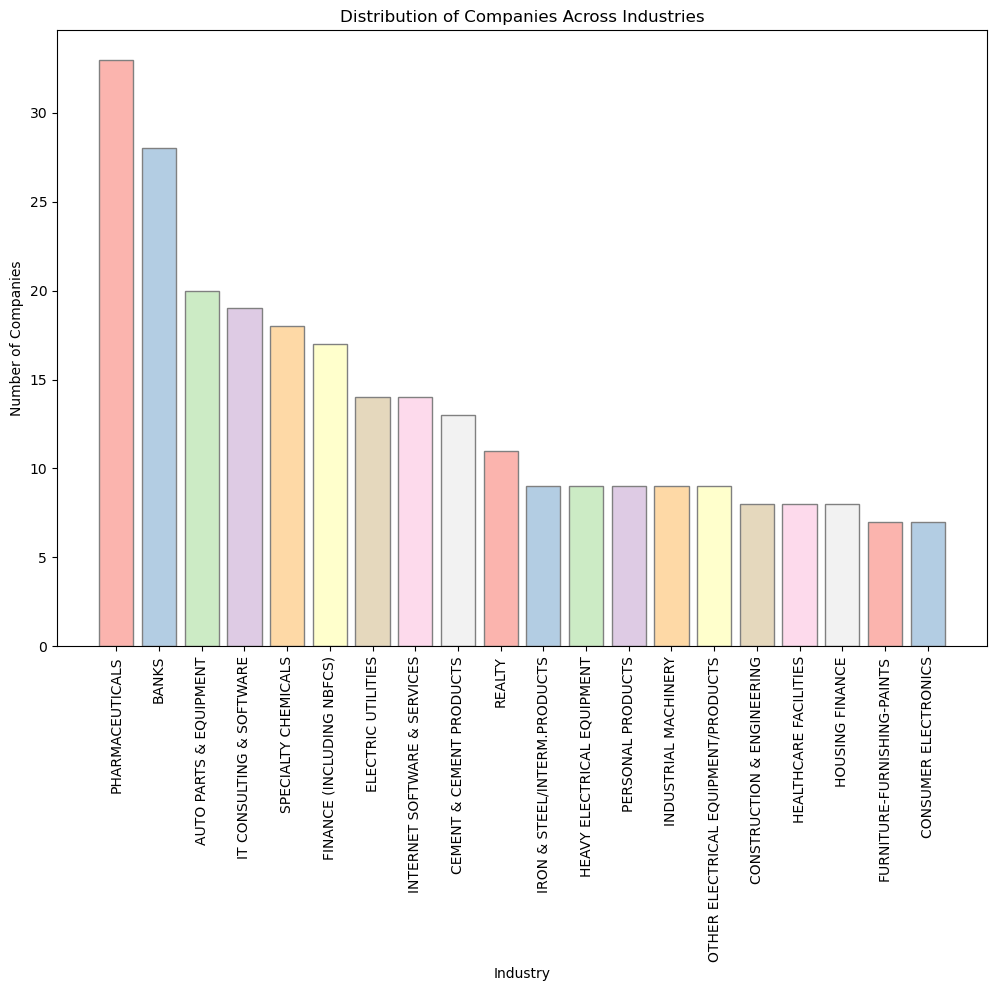 Distribution of Companies Across Industries
Number of Companies
30
25
20
15
10
5
0
PHARMACEUTICALS
BANKS
AUTO PARTS & EQUIPMENT
IT CONSULTING & SOFTWARE
SPECIALTY CHEMICALS
FINANCE (INCLUDING NBFCS)
ELECTRIC UTILITIES
INTERNET SOFTWARE & SERVICES
CEMENT & CEMENT PRODUCTS
REALTY
IRON & STEEL/INTERM.PRODUCTS
HEAVY ELECTRICAL EQUIPMENT
PERSONAL PRODUCTS
INDUSTRIAL MACHINERY
OTHER ELECTRICAL EQUIPMENT/PRODUCTS
CONSTRUCTION & ENGINEERING
HEALTHCARE FACILITIES
HOUSING FINANCE
FURNITURE-FURNISHING-PAINTS
CONSUMER ELECTRONICS
Industry